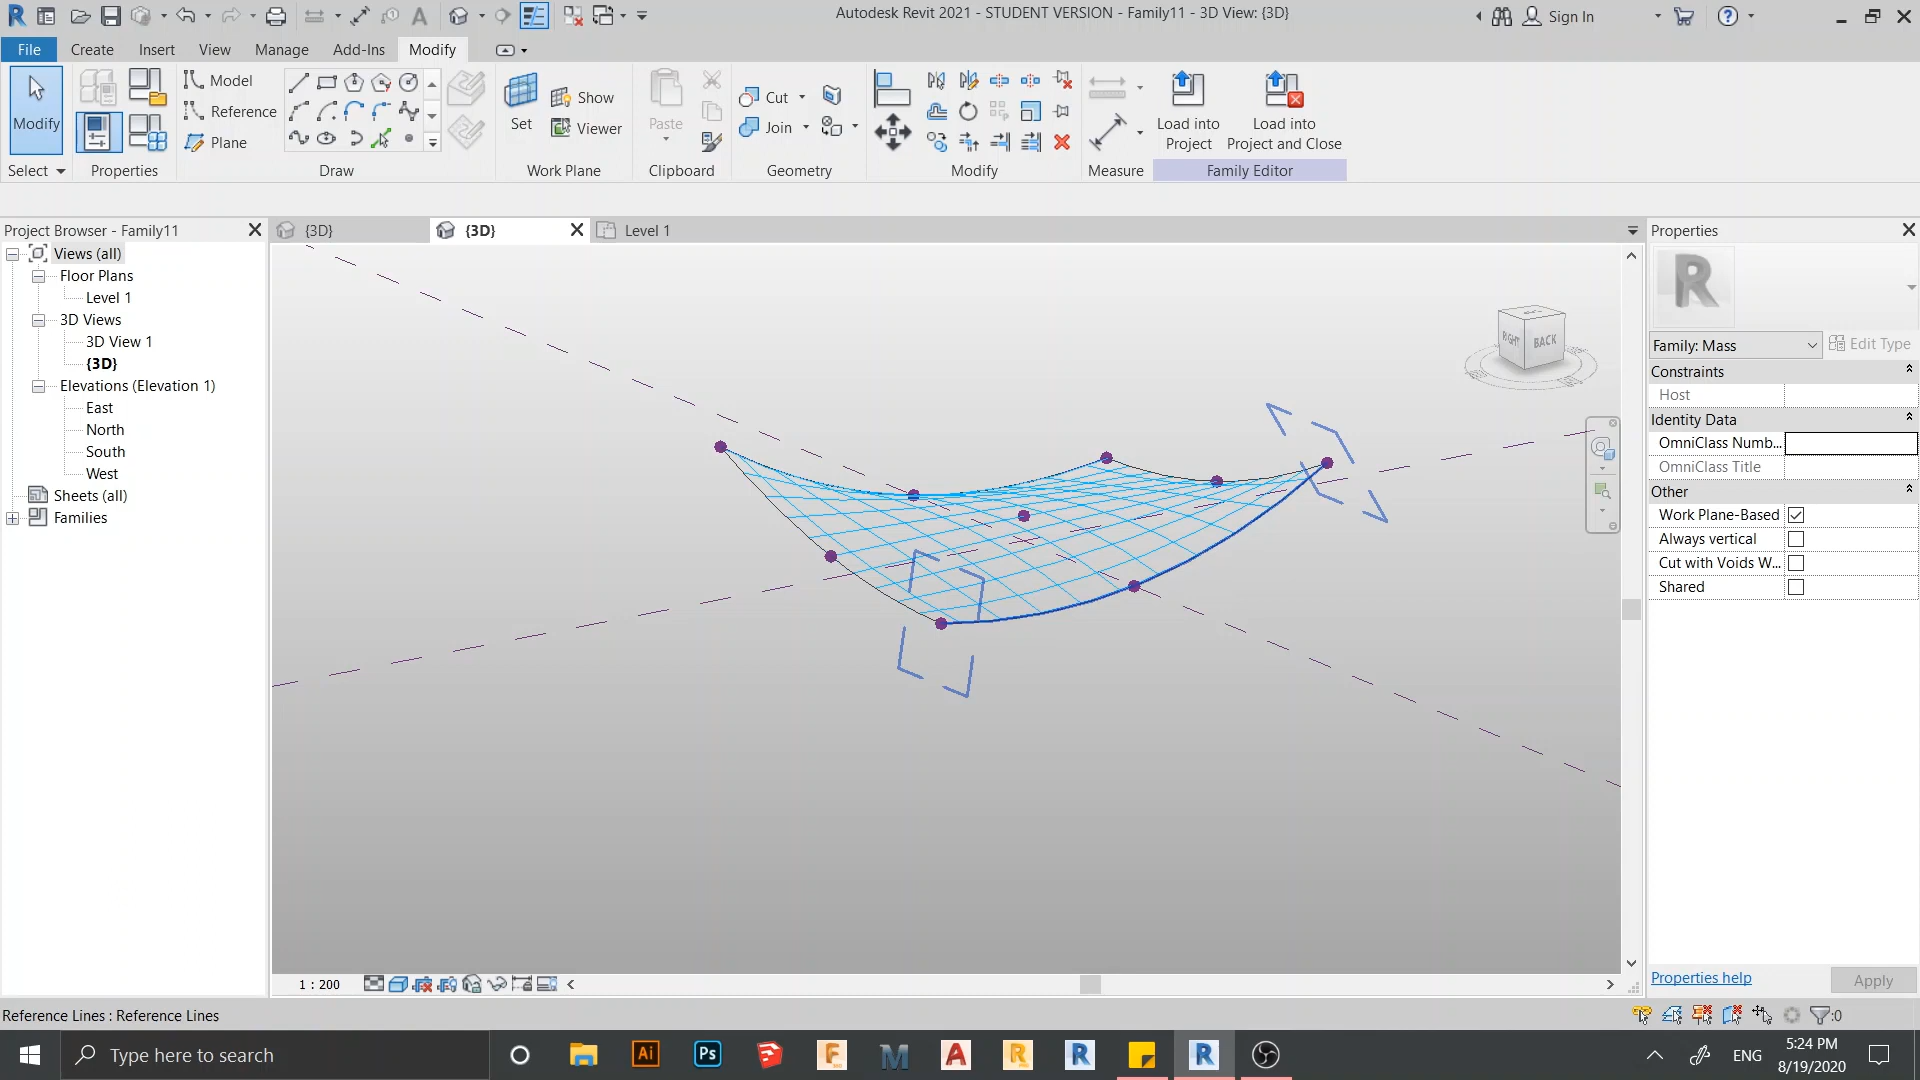 Autodesk Revit 2021 - STUDENT VERSION - Family11 - 3D View: {3D}
Sign In
File
Create
Insert
View
Manage
Add-Ins
Modify
Modify
Select
Properties
Model
Reference
Plane
Draw
Set
Show
Viewer
Work Plane
Paste
Clipboard
Cut
Join
Geometry
Modify
Measure
Load into
Project
Load into
Project and Close
Family Editor
Project Browser - Family11
Views (all)
Floor Plans
Level 1
3D Views
3D View 1
{3D}
Elevations (Elevation 1)
East
North
South
West
Sheets (all)
Families
{3D}
{3D}
Level 1
RIGHT
BACK
Properties
R
Family: Mass
Edit Type
Constraints
Host
Identity Data
OmniClass Numb...
OmniClass Title
Other
Work Plane-Based
Always vertical
Cut with Voids W...
Shared
Properties help
Apply
1 : 200
Reference Lines : Reference Lines
:0
Type here to search
Ai
Ps
F
M
A
R
R
R
ENG
5:24 PM
8/19/2020